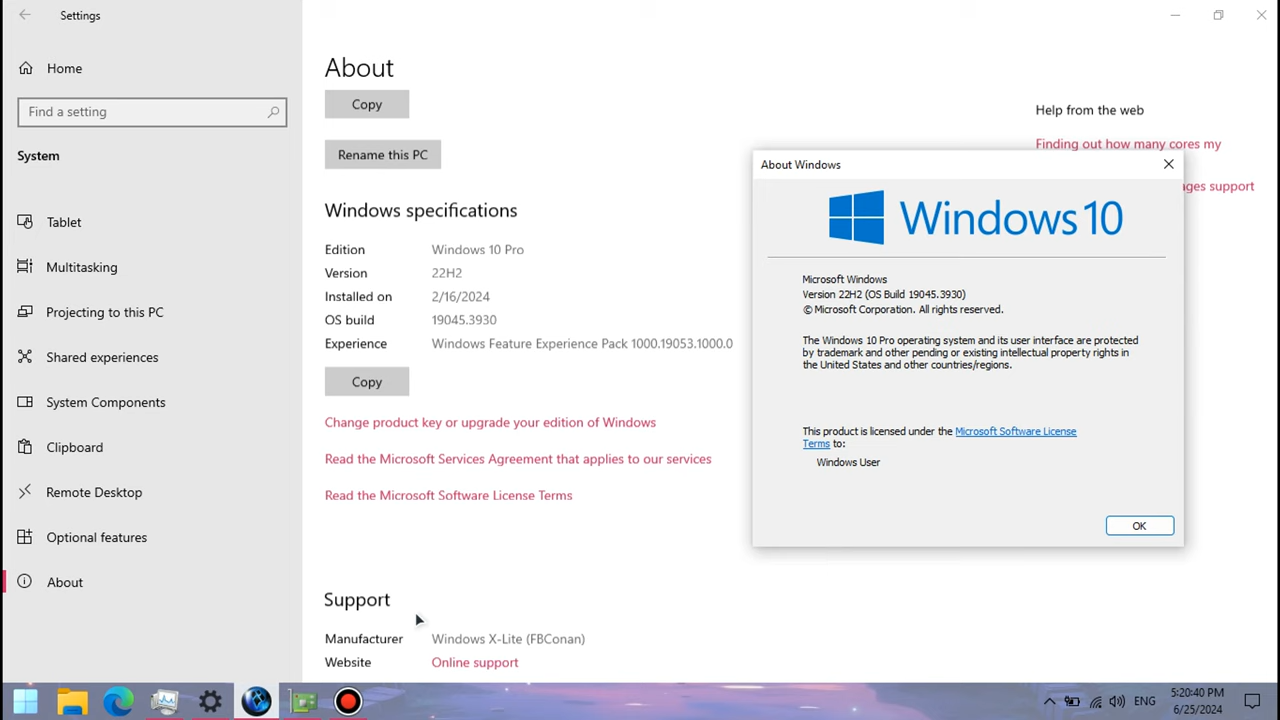 Settings
Home
Find a setting
System
Tablet
Multitasking
Projecting to this PC
Shared experiences
System Components
Clipboard
Remote Desktop
Optional features
About
About
Copy
Rename this PC
Windows specifications
Edition Windows 10 Pro
Version 22H2
Installed on 2/16/2024
OS build 19045.3930
Experience Windows Feature Experience Pack 1000.19053.1000.0
Copy
Change product key or upgrade your edition of Windows
Read the Microsoft Services Agreement that applies to our services
Read the Microsoft Software License Terms
Support
Manufacturer Windows X-Lite (FBConan)
Website Online support
Help from the web
Finding out how many cores my
ages support
About Windows
Windows 10
Microsoft Windows
Version 22H2 (OS Build 19045.3930)
© Microsoft Corporation. All rights reserved.
The Windows 10 Pro operating system and its user interface are protected
by trademark and other pending or existing intellectual property rights in
the United States and other countries/regions.
This product is licensed under the Microsoft Software License
Terms to:
Windows User
OK
ENG
5:20:40 PM
6/25/2024